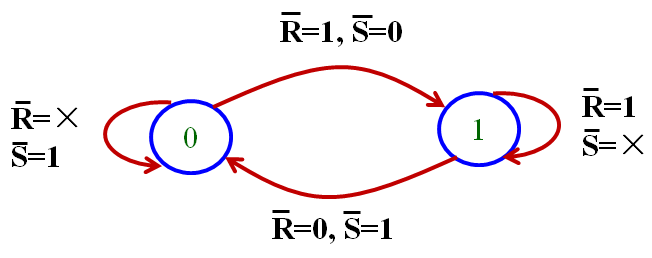 R̅=1, S̅=0
R̅=×
S̅=1
0
1
R̅=1
S̅=×
R̅=0, S̅=1